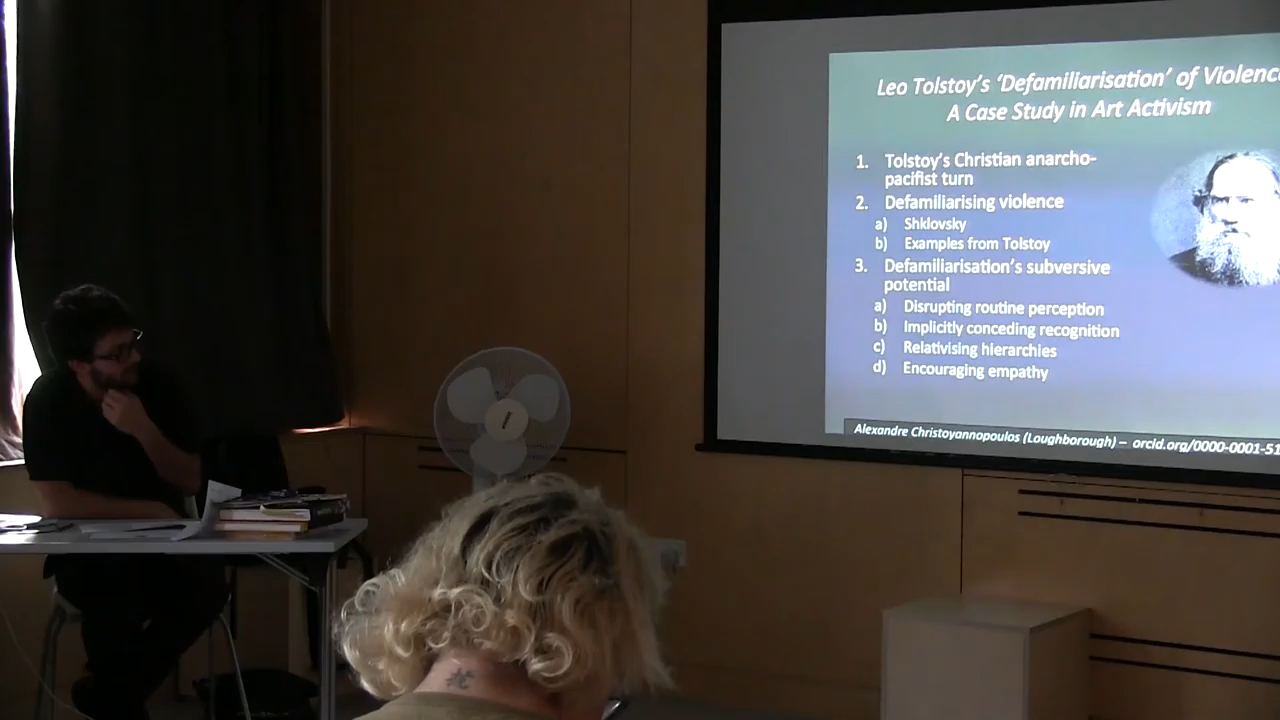 Leo Tolstoy's 'Defamiliarisation' of Violenc
A Case Study in Art Activism
1. Tolstoy's Christian anarcho-
pacifist turn
2. Defamiliarising violence
a) Shklovsky
b) Examples from Tolstoy
3. Defamiliarisation's subversive
potential
a) Disrupting routine perception
b) Implicitly conceding recognition
c) Relativising hierarchies
d) Encouraging empathy
Alexandre Christoyannopoulos (Loughborough) – orcid.org/0000-0001-51